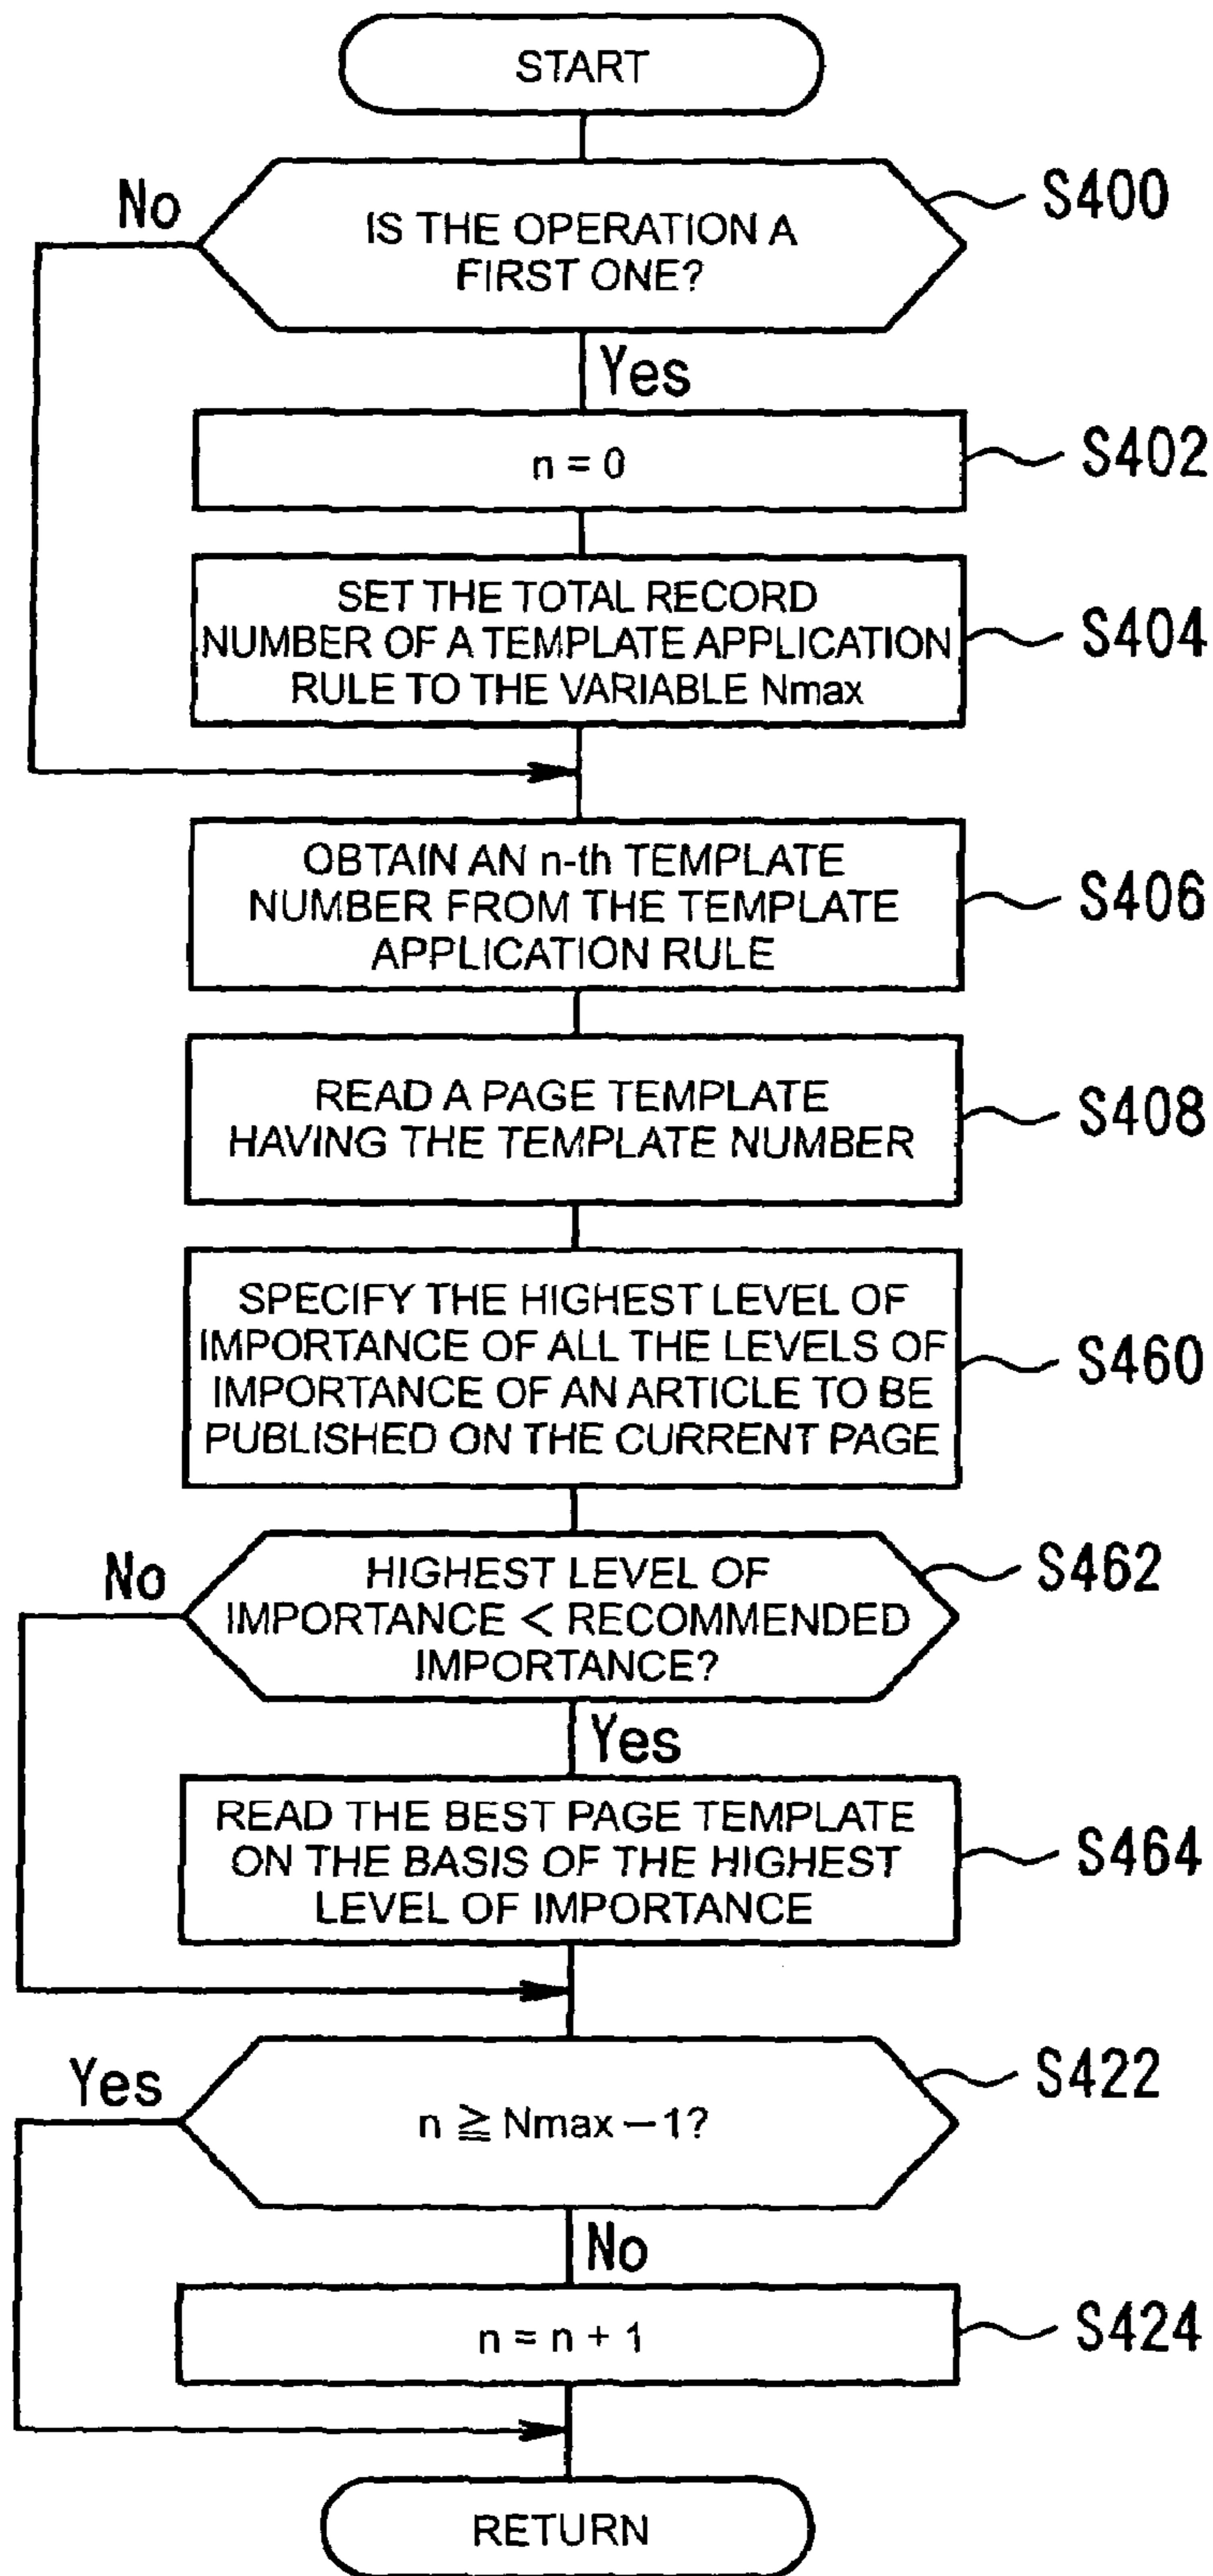 START
No
S400
IS THE OPERATION A
FIRST ONE?
Yes
n = 0
S402
SET THE TOTAL RECORD
NUMBER OF A TEMPLATE APPLICATION
RULE TO THE VARIABLE Nmax
S404
OBTAIN AN n-th TEMPLATE
NUMBER FROM THE TEMPLATE
APPLICATION RULE
S406
READ A PAGE TEMPLATE
HAVING THE TEMPLATE NUMBER
S408
SPECIFY THE HIGHEST LEVEL OF
IMPORTANCE OF ALL THE LEVELS OF
IMPORTANCE OF AN ARTICLE TO BE
PUBLISHED ON THE CURRENT PAGE
S460
No
HIGHEST LEVEL OF
IMPORTANCE < RECOMMENDED
IMPORTANCE?
S462
Yes
READ THE BEST PAGE TEMPLATE
ON THE BASIS OF THE HIGHEST
LEVEL OF IMPORTANCE
S464
Yes
n ≧ Nmax − 1?
S422
No
n = n + 1
S424
RETURN